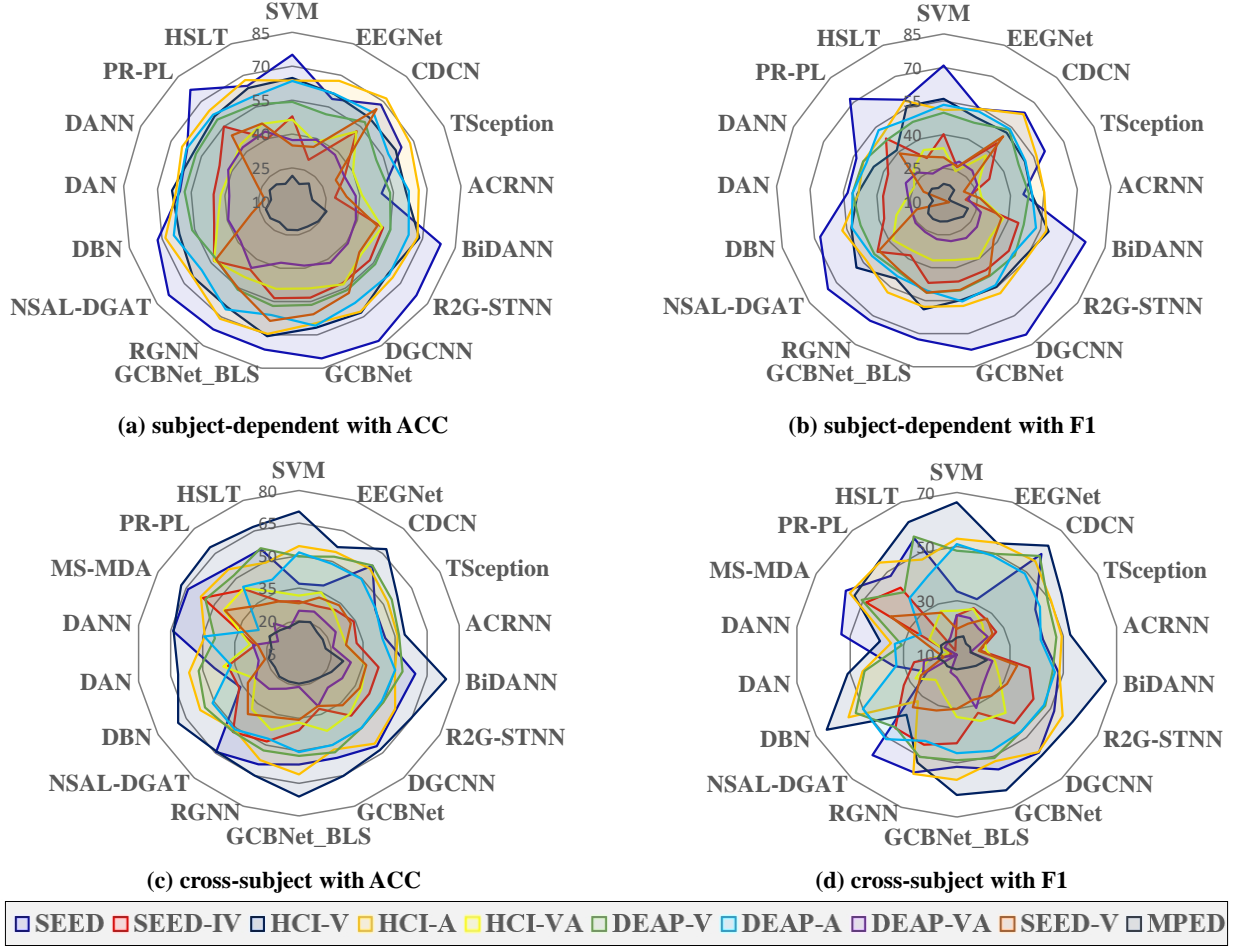 SVM
85
HSLT
EEGNet
PR-PL
70
CDCN
55
DANN
TSception
40
25
DAN
ACRNN
10
DBN
BiDANN
NSAL-DGAT
R2G-STNN
RGNN
DGCNN
GCBNet_BLS
GCBNet
(a) subject-dependent with ACC
SVM
85
HSLT
EEGNet
PR-PL
70
CDCN
DANN
TSception
40
25
DAN
ACRNN
10
DBN
BiDANN
NSAL-DGAT
R2G-STNN
RGNN
DGCNN
GCBNet_BLS
GCBNet
(b) subject-dependent with F1
SVM
80
HSLT
EEGNet
PR-PL
65
CDCN
MS-MDA
50
TSception
35
DANN
20
ACRNN
5
DAN
BiDANN
DBN
R2G-STNN
NSAL-DGAT
DGCNN
RGNN
GCBNet
GCBNet_BLS
(c) cross-subject with ACC
SVM
70
HSLT
EEGNet
PR-PL
CDCN
50
MS-MDA
TSception
30
DANN
ACRNN
10
DAN
BiDANN
DBN
R2G-STNN
NSAL-DGAT
DGCNN
RGNN
GCBNet
GCBNet_BLS
(d) cross-subject with F1
SEED SEED-IV HCI-V HCI-A HCI-VA DEAP-V DEAP-A DEAP-VA SEED-V MPED